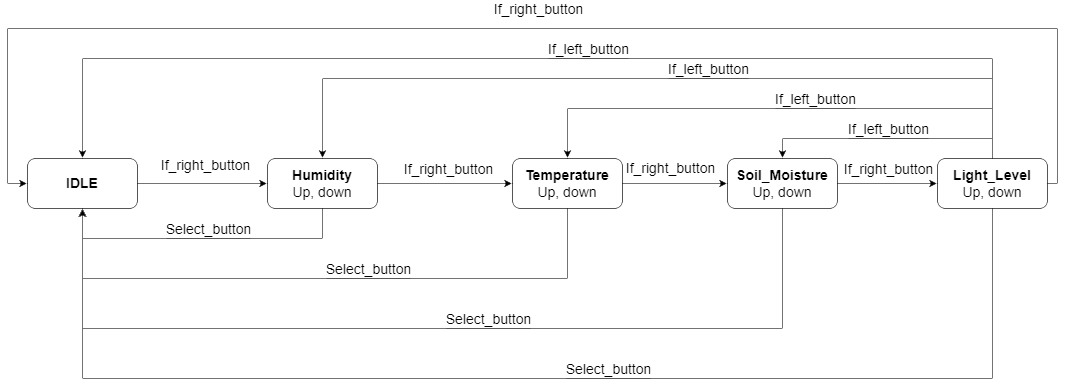 If_right_button
If_left_button
If_left_button
If_left_button
If_left_button
IDLE
If_right_button
Humidity
Up, down
If_right_button
Temperature
Up, down
If_right_button
Soil_Moisture
Up, down
If_right_button
Light_Level
Up, down
Select_button
Select_button
Select_button
Select_button